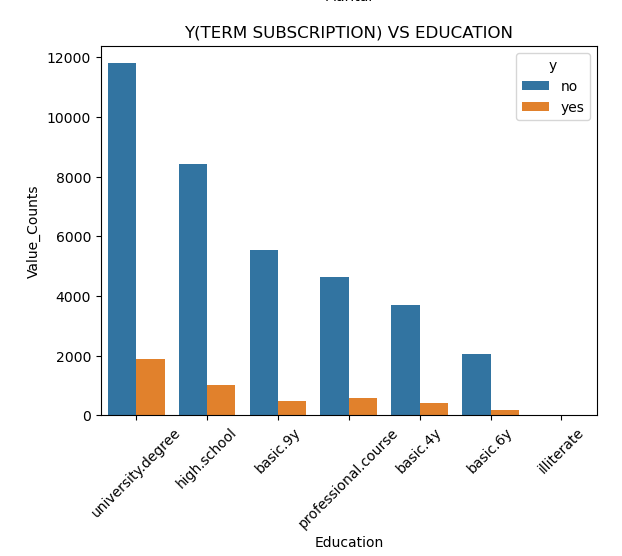 Y(TERM SUBSCRIPTION) VS EDUCATION
y
no
yes
12000
10000
8000
6000
4000
2000
0
Value_Counts
university.degree
high.school
basic.9y
professional.course
basic.4y
basic.6y
illiterate
Education